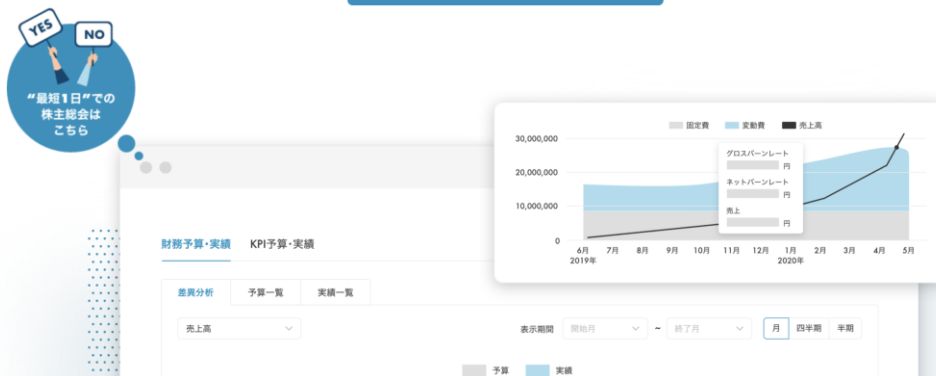 YES
NO
“最短1日”での
株主総会は
こちら
固定費 変動費 売上高
30,000,000
20,000,000
10,000,000
0
グロスバーンレート
円
ネットバーンレート
円
売上
円
6月 7月 8月 9月 10月 11月 12月 1月 2月 3月 4月 5月
2019年 2020年
財務予算・実績 KPI予算・実績
差異分析 予算一覧 実績一覧
売上高 表示期間 開始月 ~ 終了月 月 四半期 半期
予算 実績